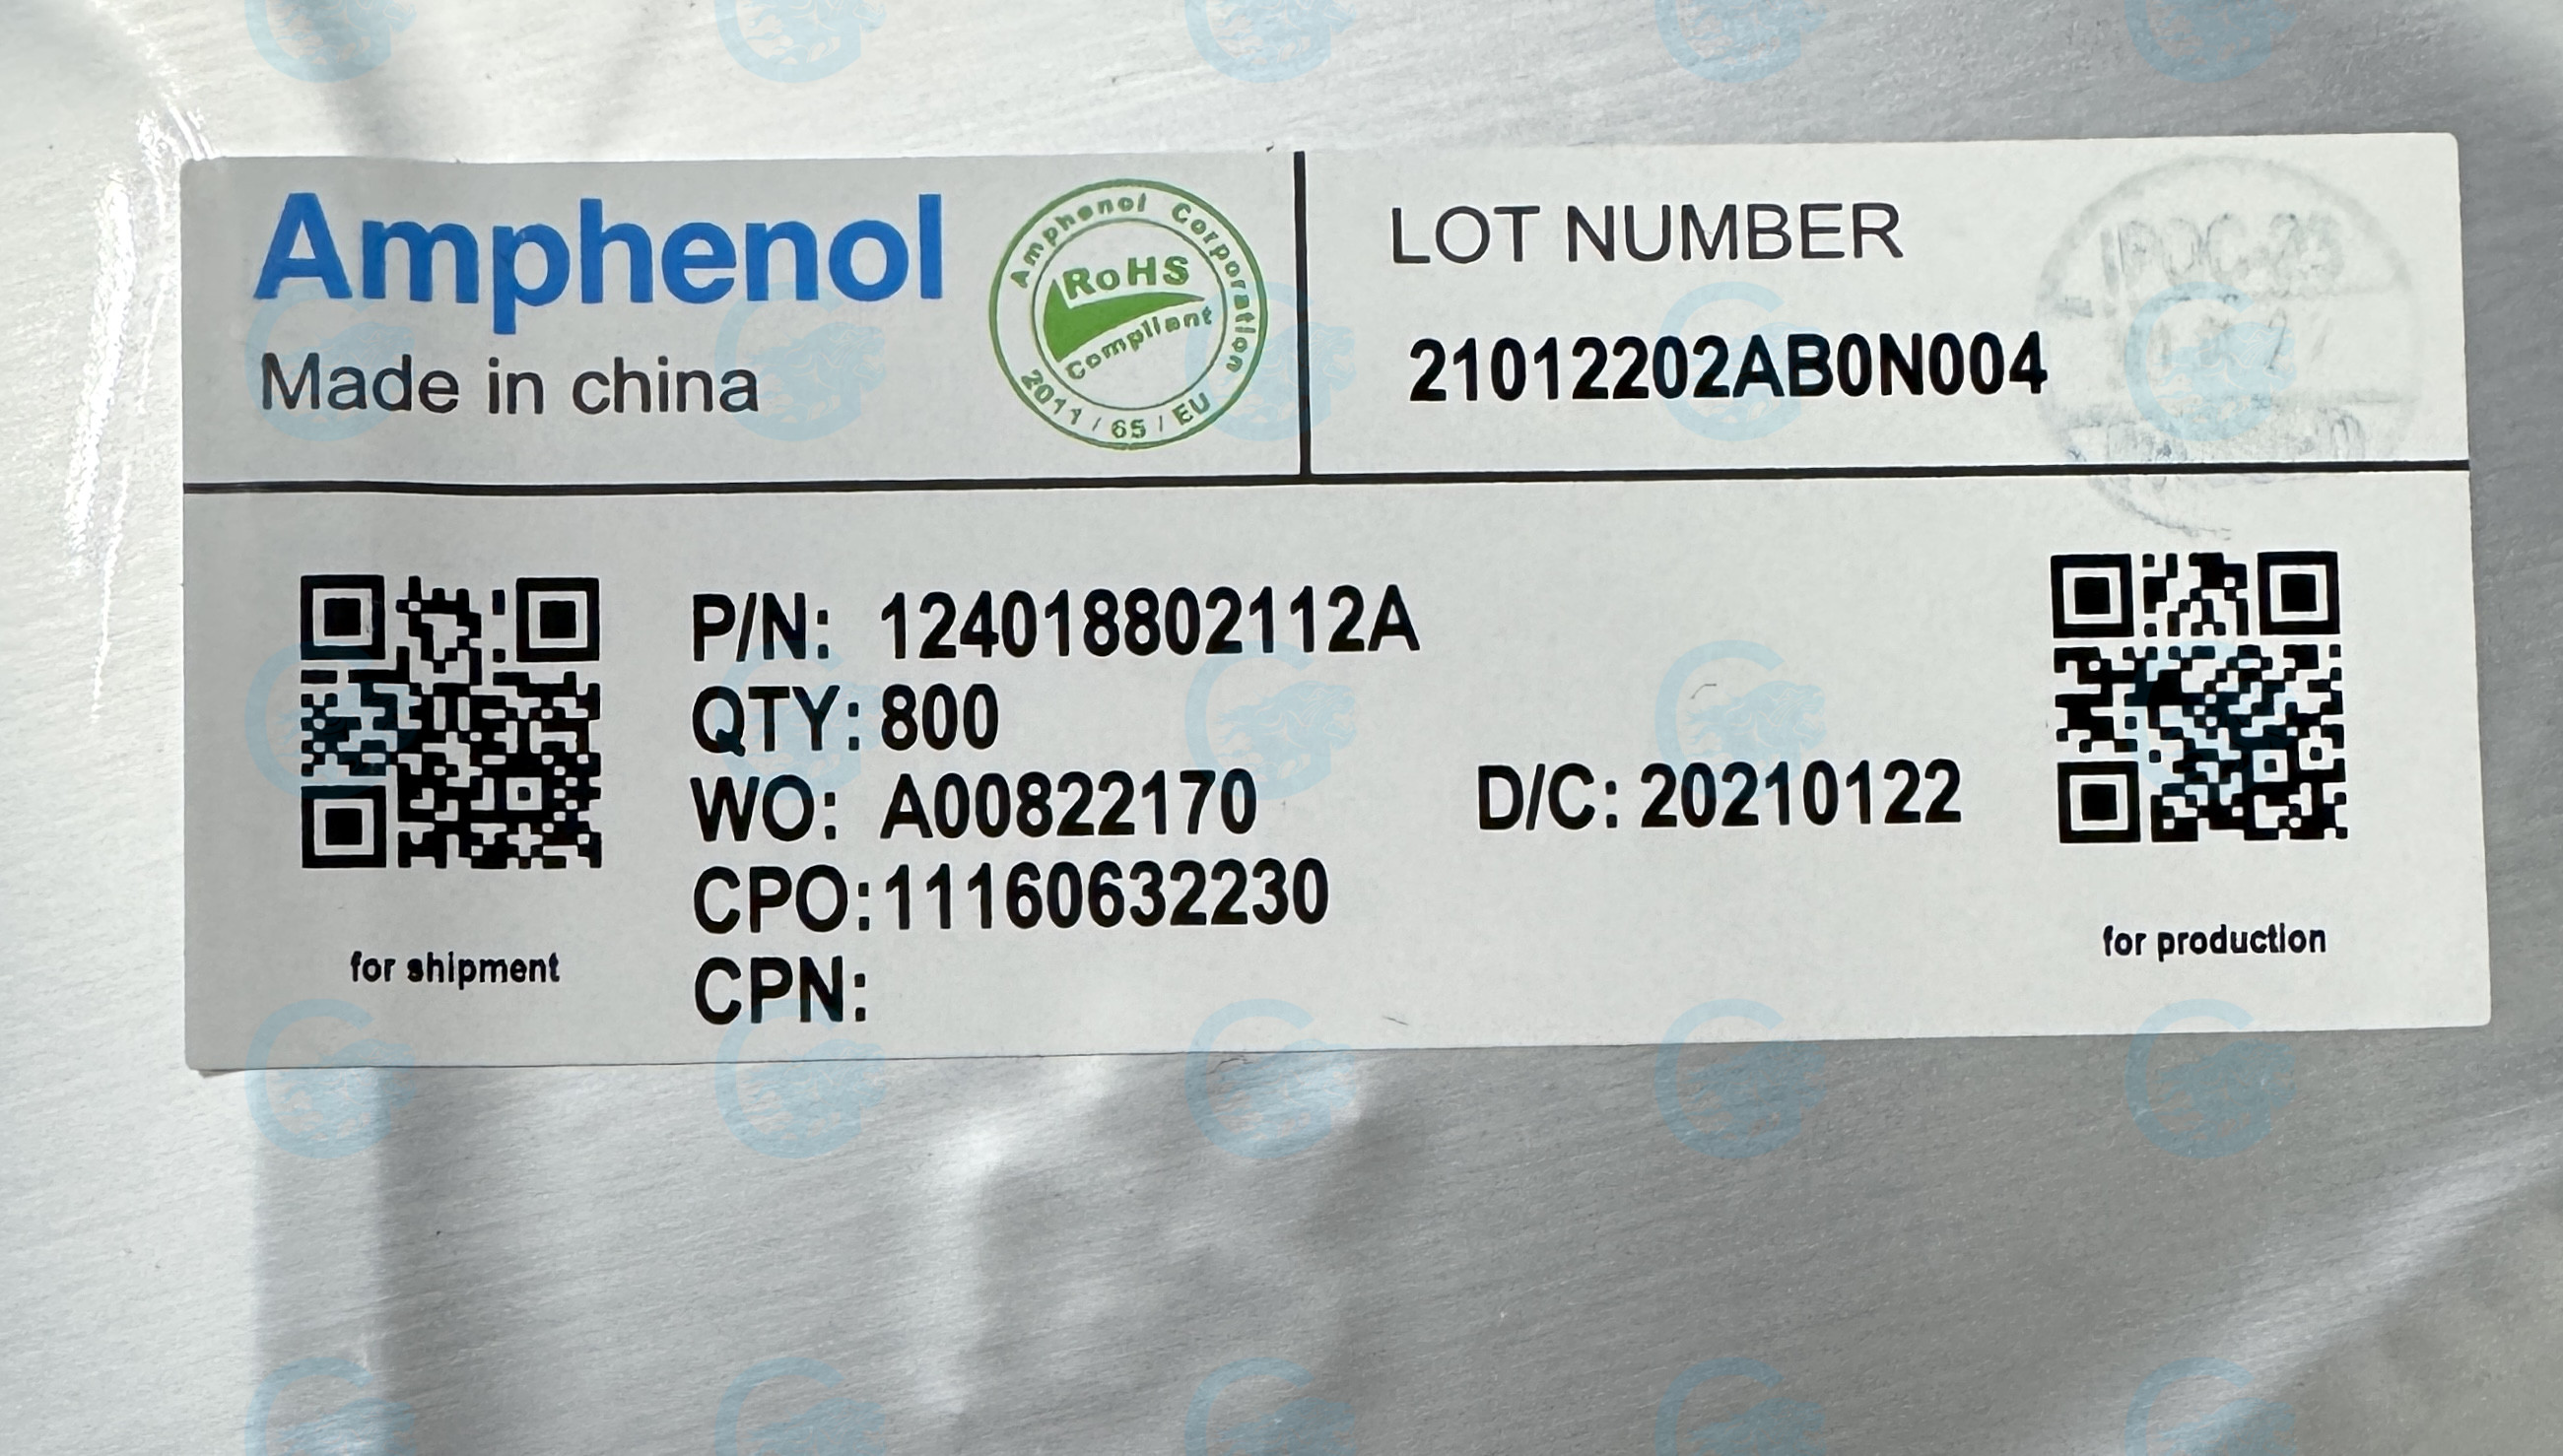 Amphenol
Made in china
Amphenol Corporation
RoHS
Compliant
2011 / 65 / EU
LOT NUMBER
21012202AB0N004
P/N: 124018802112A
QTY: 800
WO: A00822170
D/C: 20210122
CPO: 11160632230
CPN:
for shipment
for production